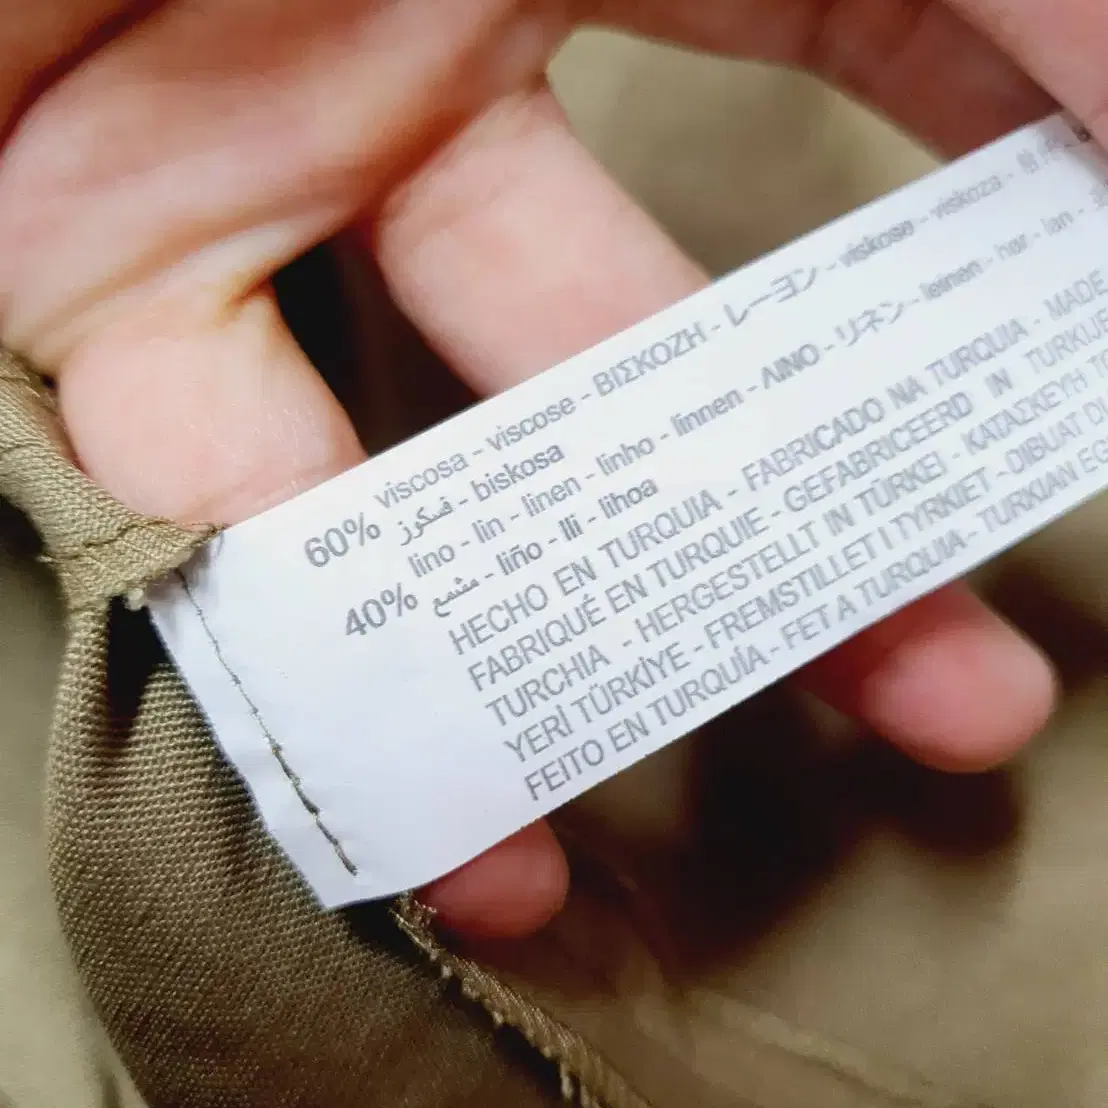 60% viscosa - viscose - ΒΙΣΚΟΖΗ - レーヨン - viskose - viskoza -
فسكوز - biskosa
40% lino - lin - linen - linho - linnen - ΛΙΝΟ - リネン - leinen - hør - lan -
مشمع - liño - lli - lihoa
HECHO EN TURQUIA - FABRICADO NA TURQUIA - MADE
FABRIQUÉ EN TURQUIE - GEFABRICEERD IN TURKIJE
TURCHIA - HERGESTELLT IN TÜRKEI - ΚΑΤΑΣΚΕΥΗ
YERİ TÜRKİYE - FREMSTILLET I TYRKIET - DIBUAT DI
FEITO EN TURQUÍA - FET A TURQUIA - TURKIAN